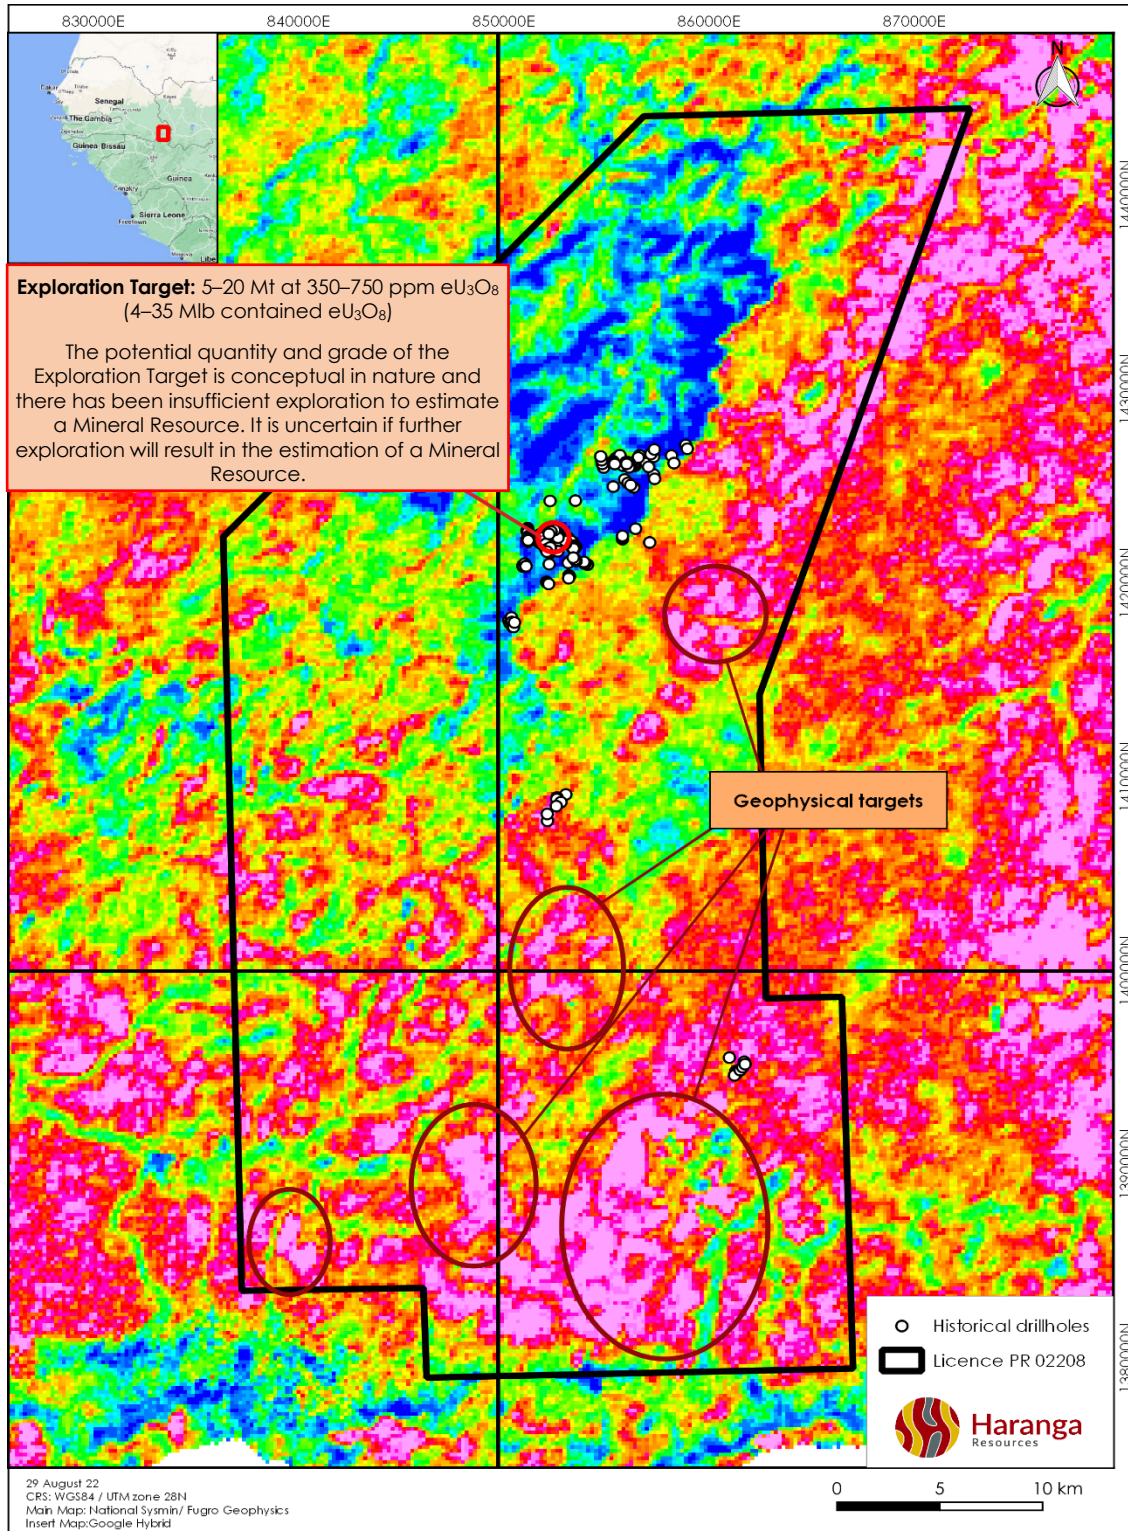 830000E 840000E 850000E 860000E 870000E
N
Dakar
Senegal
The Gambia
Guinea-Bissau
Guinea
Conakry
Sierra Leone
Freetown
Monrovia
Libe
1440000N
Exploration Target: 5–20 Mt at 350–750 ppm eU₃O₈
(4–35 Mlb contained eU₃O₈)
The potential quantity and grade of the
Exploration Target is conceptual in nature and
there has been insufficient exploration to estimate
a Mineral Resource. It is uncertain if further
exploration will result in the estimation of a Mineral
Resource.
1430000N
1420000N
1410000N
Geophysical targets
1400000N
1390000N
1380000N
Historical drillholes
Licence PR 02208
Haranga
Resources
29 August 22
CRS: WGS84 / UTM zone 28N
Main Map: National Sysmin/ Fugro Geophysics
Insert Map:Google Hybrid
0 5 10 km